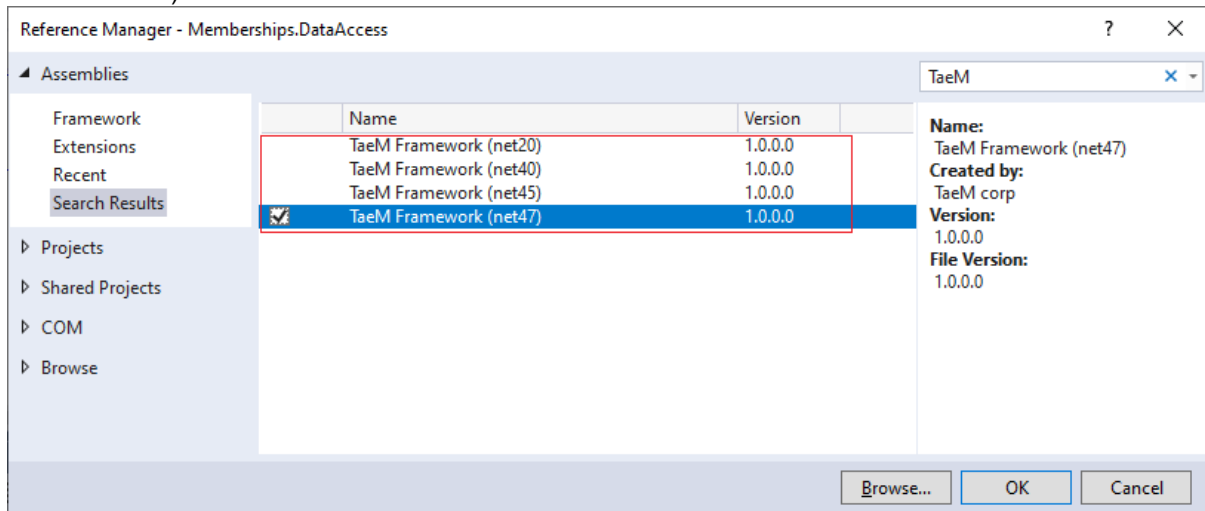 )
Reference Manager - Memberships.DataAccess ? ×
Assemblies
TaeM
Framework
Extensions
Recent
Search Results
Projects
Shared Projects
COM
Browse
Name Version
TaeM Framework (net20) 1.0.0.0
TaeM Framework (net40) 1.0.0.0
TaeM Framework (net45) 1.0.0.0
TaeM Framework (net47) 1.0.0.0
Name:
TaeM Framework (net47)
Created by:
TaeM corp
Version:
1.0.0.0
File Version:
1.0.0.0
Browse... OK Cancel